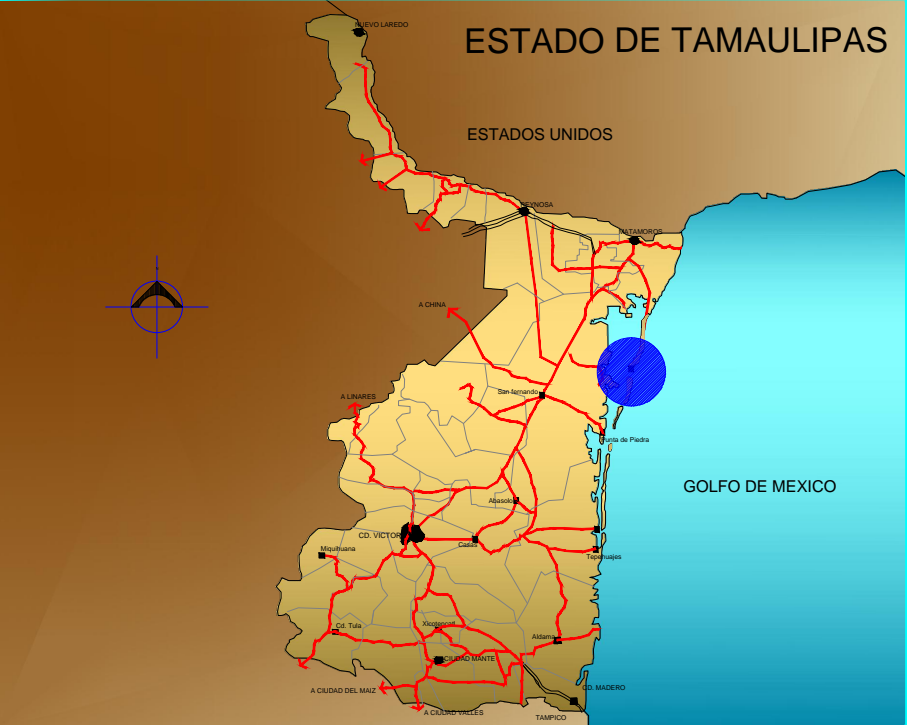 NUEVO LAREDO
ESTADO DE TAMAULIPAS
ESTADOS UNIDOS
REYNOSA
MATAMOROS
A CHINA
San fernando
A LINARES
Punta de Piedra
GOLFO DE MEXICO
Abasolo
CD. VICTORIA
Casas
Miquihuana
Tepehuajes
Cd. Tula
Xicotencatl
Aldama
CIUDAD MANTE
A CIUDAD DEL MAIZ
CD. MADERO
A CIUDAD VALLES
TAMPICO